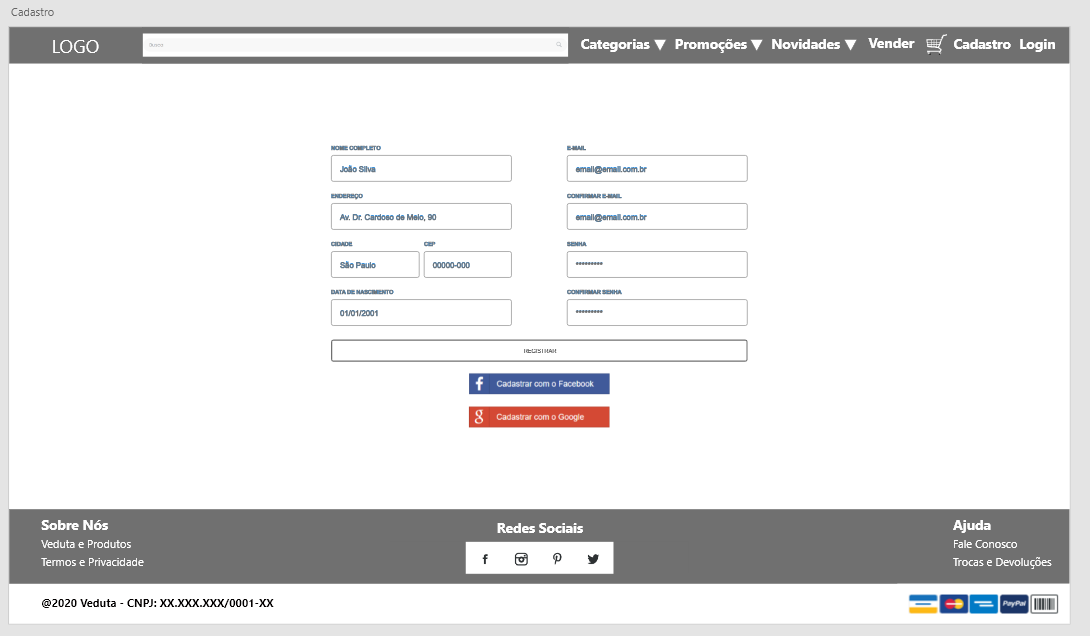 Cadastro
LOGO
Buscar
Categorias ▼ Promoções ▼ Novidades ▼ Vender Cadastro Login
NOME COMPLETO
João Silva
E-MAIL
email@email.com.br
ENDEREÇO
Av. Dr. Cardoso de Melo, 90
CONFIRMAR E-MAIL
email@email.com.br
CIDADE
São Paulo
CEP
00000-000
SENHA
*********
DATA DE NASCIMENTO
01/01/2001
CONFIRMAR SENHA
*********
REGISTRAR
Cadastrar com o Facebook
Cadastrar com o Google
Sobre Nós
Veduta e Produtos
Termos e Privacidade
Redes Sociais
Ajuda
Fale Conosco
Trocas e Devoluções
@2020 Veduta - CNPJ: XX.XXX.XXX/0001-XX
PayPal